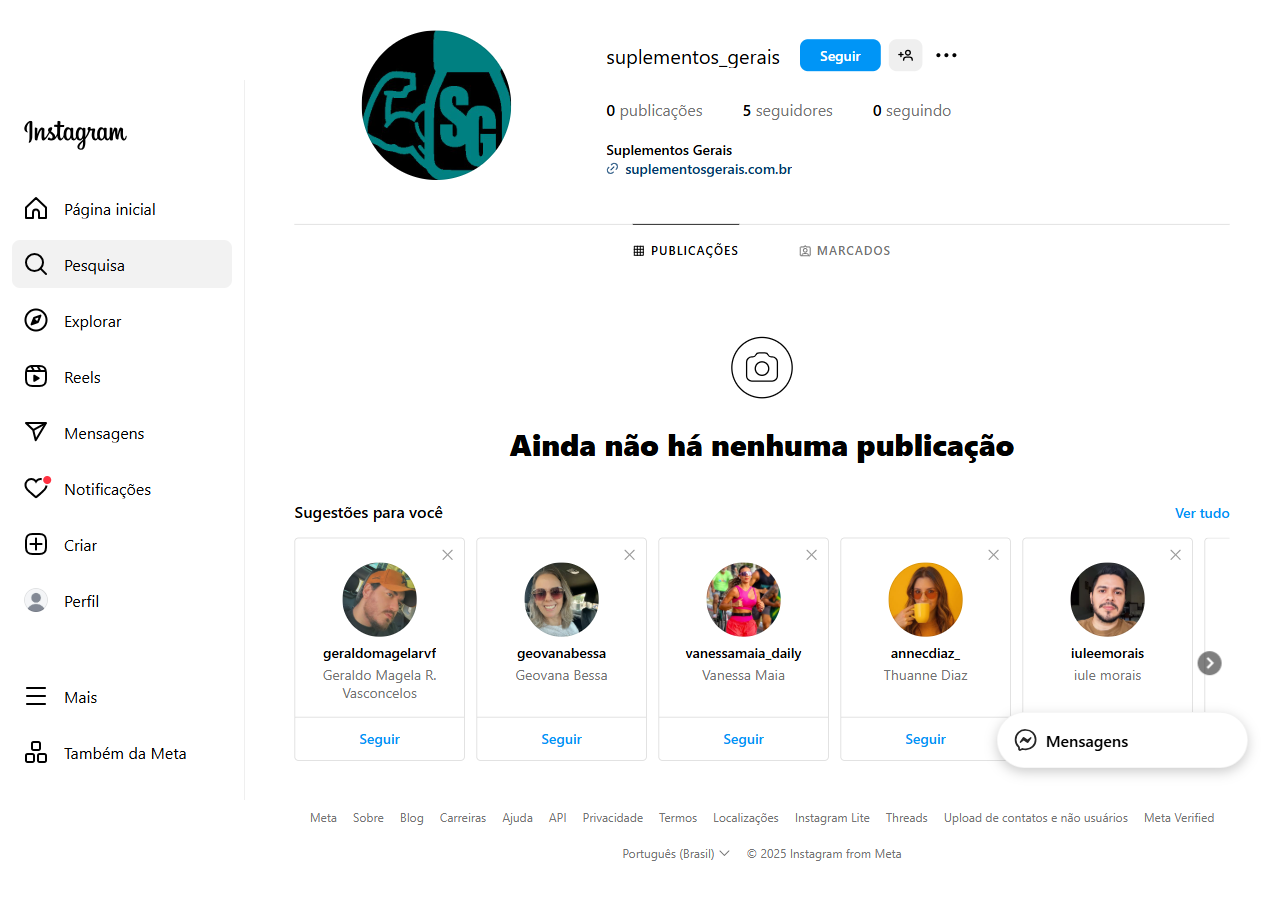 Instagram
Página inicial
Pesquisa
Explorar
Reels
Mensagens
Notificações
Criar
Perfil
Mais
Também da Meta
SG
suplementos_gerais
Seguir
0 publicações 5 seguidores 0 seguindo
Suplementos Gerais
suplementosgerais.com.br
PUBLICAÇÕES MARCADOS
Ainda não há nenhuma publicação
Sugestões para você
Ver tudo
geraldomagelarvf
Geraldo Magela R.
Vasconcelos
Seguir
geovanabessa
Geovana Bessa
Seguir
vanessamaia_daily
Vanessa Maia
Seguir
annecdiaz_
Thuanne Diaz
Seguir
iuleemorais
iule morais
Mensagens
Meta Sobre Blog Carreiras Ajuda API Privacidade Termos Localizações Instagram Lite Threads Upload de contatos e não usuários Meta Verified
Português (Brasil) © 2025 Instagram from Meta